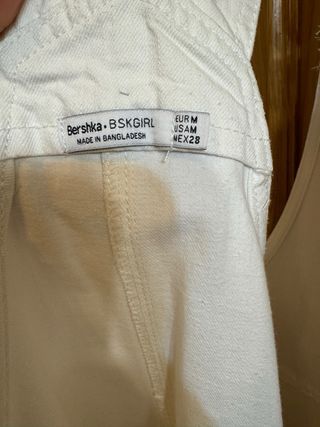 Bershka • BSKGIRL
MADE IN BANGLADESH
EUR M
USA M
MEX 28